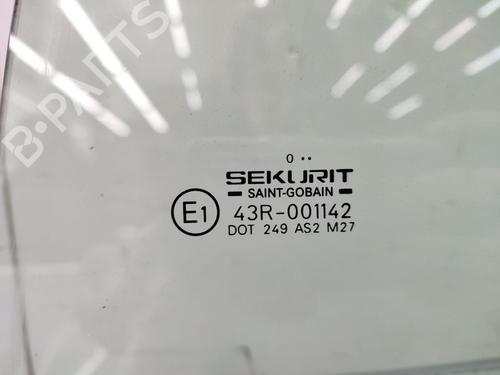 B-PARTS
0 ..
SEKURIT
SAINT-GOBAIN
E1 43R-001142
DOT 249 AS2 M27